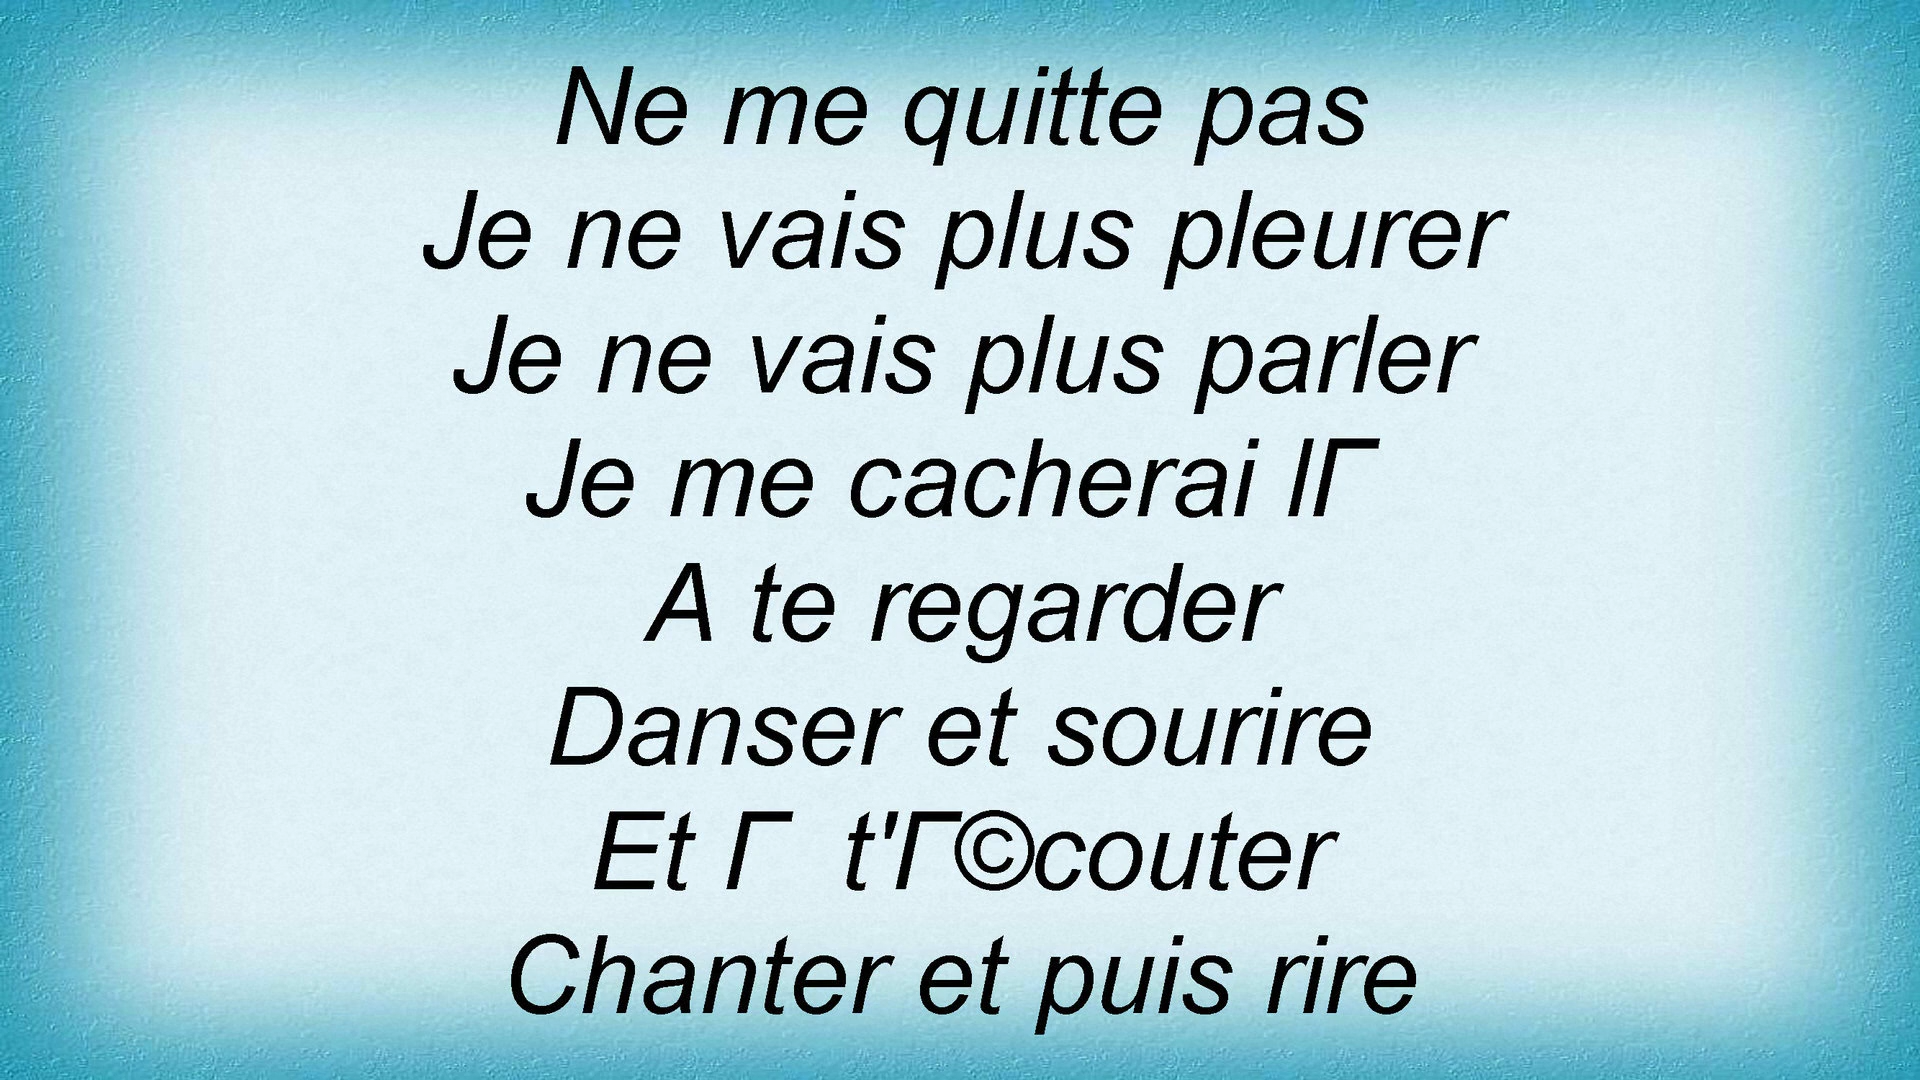 Ne me quitte pas
Je ne vais plus pleurer
Je ne vais plus parler
Je me cacherai lГ
A te regarder
Danser et sourire
Et Г  t'Г©couter
Chanter et puis rire